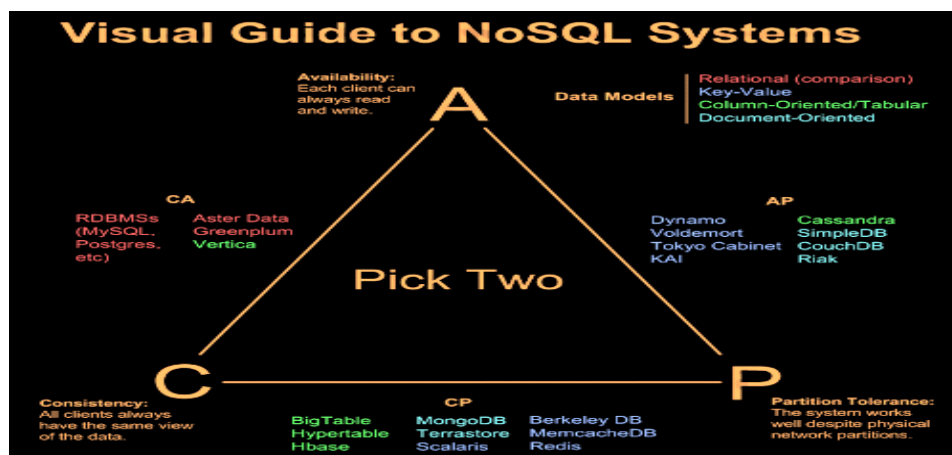 Visual Guide to NoSQL Systems
Availability:
Each client can
always read
and write.
A
Data Models
Relational (comparison)
Key-Value
Column-Oriented/Tabular
Document-Oriented
CA
RDBMSs
(MySQL,
Postgres,
etc)
Aster Data
Greenplum
Vertica
AP
Dynamo
Voldemort
Tokyo Cabinet
KAI
Cassandra
SimpleDB
CouchDB
Riak
Pick Two
C
P
Consistency:
All clients always
have the same view
of the data.
CP
BigTable
Hypertable
Hbase
MongoDB
Terrastore
Scalaris
Berkeley DB
MemcacheDB
Redis
Partition Tolerance:
The system works
well despite physical
network partitions.